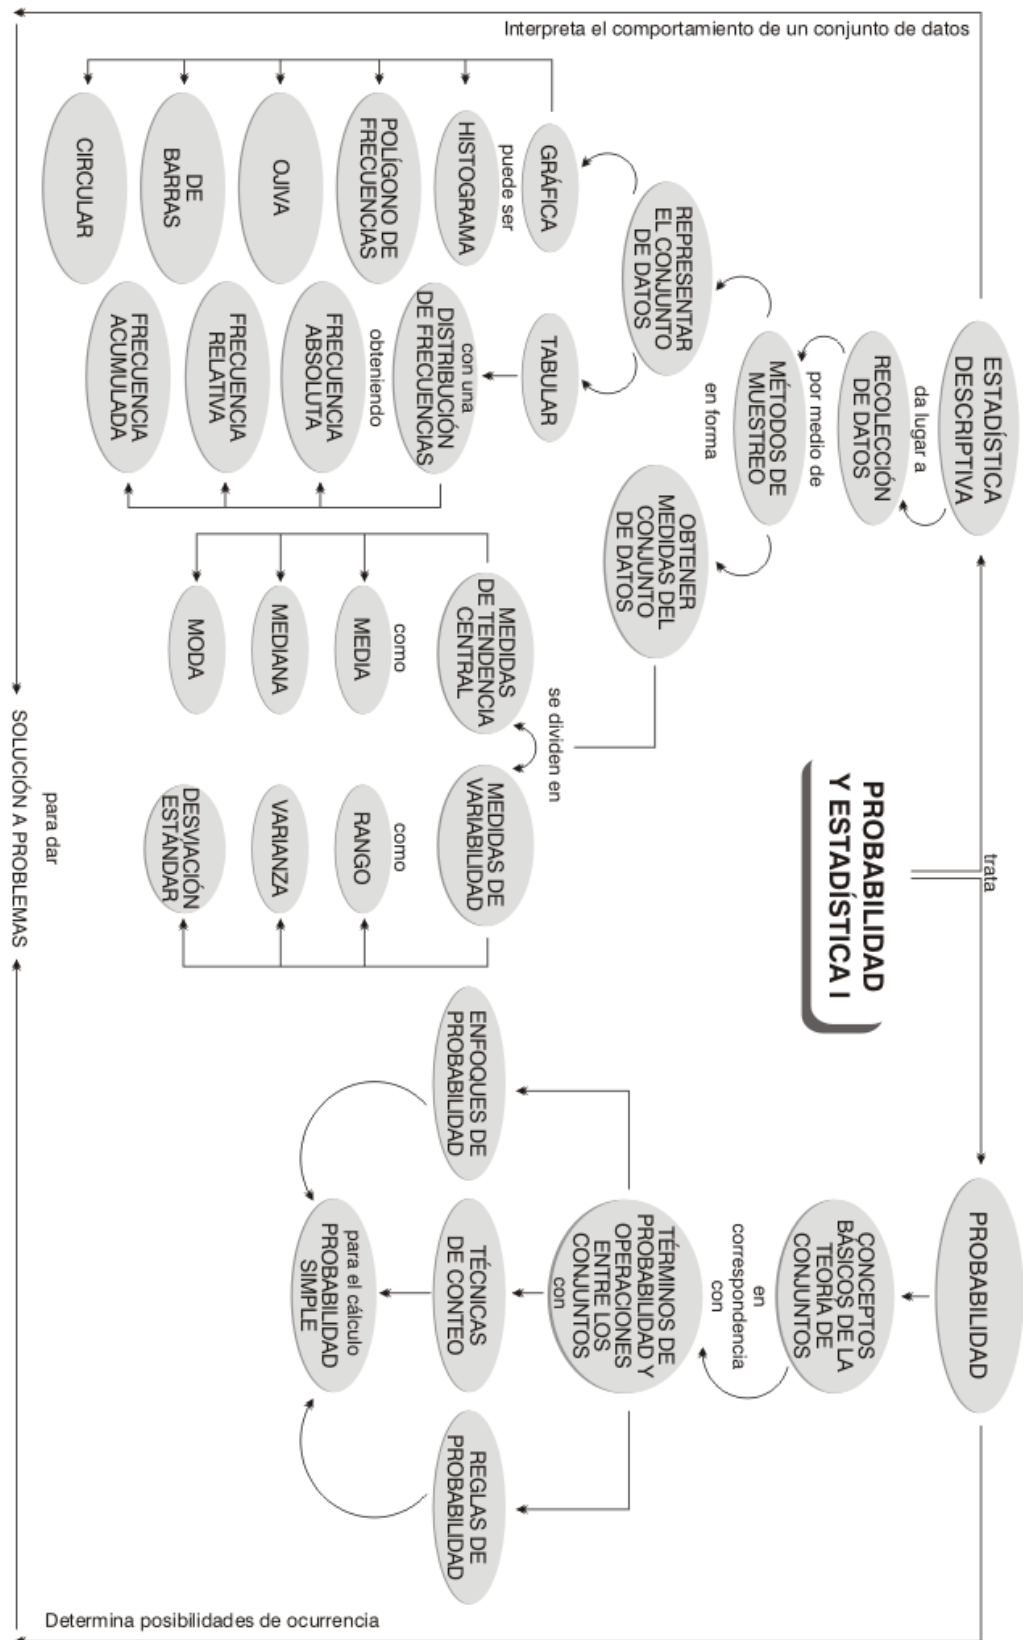 PROBABILIDAD
Y ESTADÍSTICA I
trata
ESTADÍSTICA
DESCRIPTIVA
da lugar a
RECOLECCIÓN
DE DATOS
por medio de
MÉTODOS DE
MUESTREO
en forma
REPRESENTAR
EL CONJUNTO
DE DATOS
GRÁFICA
puede ser
HISTOGRAMA
POLÍGONO DE
FRECUENCIAS
OJIVA
DE
BARRAS
CIRCULAR
TABULAR
con una
DISTRIBUCIÓN
DE FRECUENCIAS
obteniendo
FRECUENCIA
ABSOLUTA
FRECUENCIA
RELATIVA
FRECUENCIA
ACUMULADA
OBTENER
MEDIDAS DEL
CONJUNTO
DE DATOS
se dividen en
MEDIDAS
DE TENDENCIA
CENTRAL
como
MEDIA
MEDIANA
MODA
MEDIDAS DE
VARIABILIDAD
como
RANGO
VARIANZA
DESVIACIÓN
ESTÁNDAR
PROBABILIDAD
CONCEPTOS
BÁSICOS DE LA
TEORÍA DE
CONJUNTOS
en
correspondencia
con
TÉRMINOS DE
PROBABILIDAD Y
OPERACIONES
ENTRE LOS
CONJUNTOS
con
ENFOQUES DE
PROBABILIDAD
TÉCNICAS
DE CONTEO
REGLAS DE
PROBABILIDAD
para el cálculo
PROBABILIDAD
SIMPLE
Interpreta el comportamiento de un conjunto de datos
Determina posibilidades de ocurrencia
para dar
SOLUCIÓN A PROBLEMAS